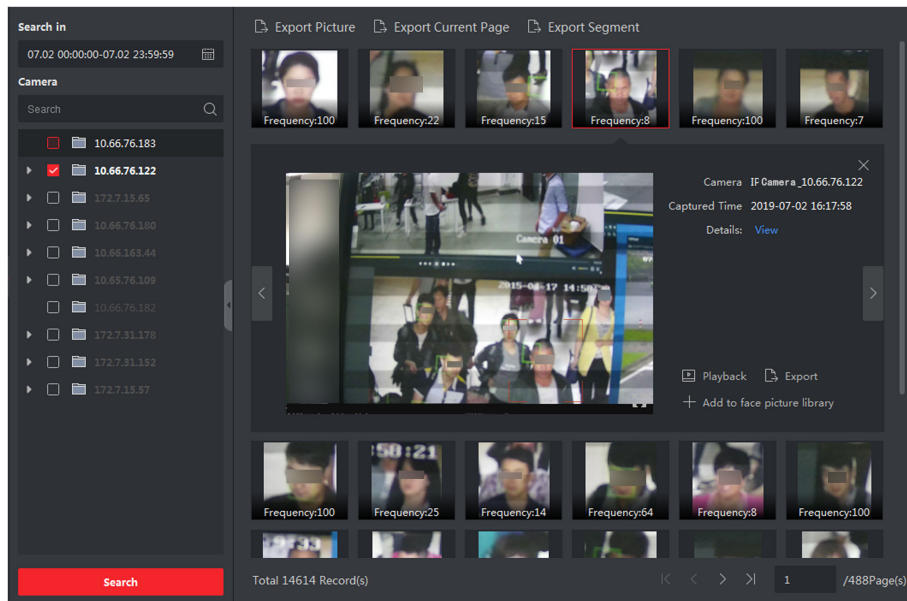 Search in
07.02 00:00:00-07.02 23:59:59
Camera
Search
10.66.76.183
10.66.76.122
172.7.15.65
10.66.76.180
10.66.163.44
10.65.76.109
10.66.76.182
172.7.31.178
172.7.31.152
172.7.15.57
Search
Export Picture Export Current Page Export Segment
Frequency:100 Frequency:22 Frequency:15 Frequency:8 Frequency:100 Frequency:7
Camera IF Camera_10.66.76.122
Captured Time 2019-07-02 16:17:58
Details: View
Camera 01
Playback Export
Add to face picture library
:58:21
Frequency:100 Frequency:25 Frequency:14 Frequency:64 Frequency:8 Frequency:100
Total 14614 Record(s) 1 /488Page(s)